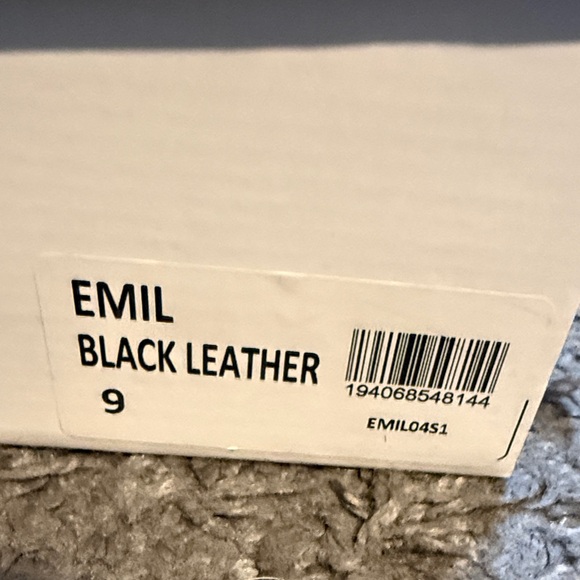 EMIL
BLACK LEATHER
9
194068548144
EMIL04S1